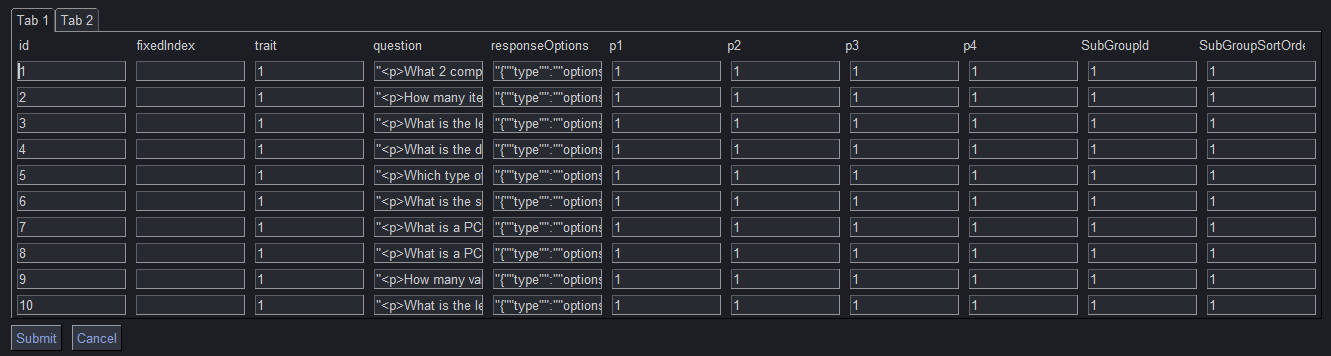 Tab 1 Tab 2
id fixedIndex trait question responseOptions p1 p2 p3 p4 SubGroupId SubGroupSortOrde
1 1 "<p>What 2 comp "{""type"":""options 1 1 1 1 1 1
2 1 "<p>How many ite "{""type"":""options 1 1 1 1 1 1
3 1 "<p>What is the le "{""type"":""options 1 1 1 1 1 1
4 1 "<p>What is the d "{""type"":""options 1 1 1 1 1 1
5 1 "<p>Which type of "{""type"":""options 1 1 1 1 1 1
6 1 "<p>What is the s "{""type"":""options 1 1 1 1 1 1
7 1 "<p>What is a PC "{""type"":""options 1 1 1 1 1 1
8 1 "<p>What is a PC "{""type"":""options 1 1 1 1 1 1
9 1 "<p>How many va "{""type"":""options 1 1 1 1 1 1
10 1 "<p>What is the le "{""type"":""options 1 1 1 1 1 1
Submit Cancel